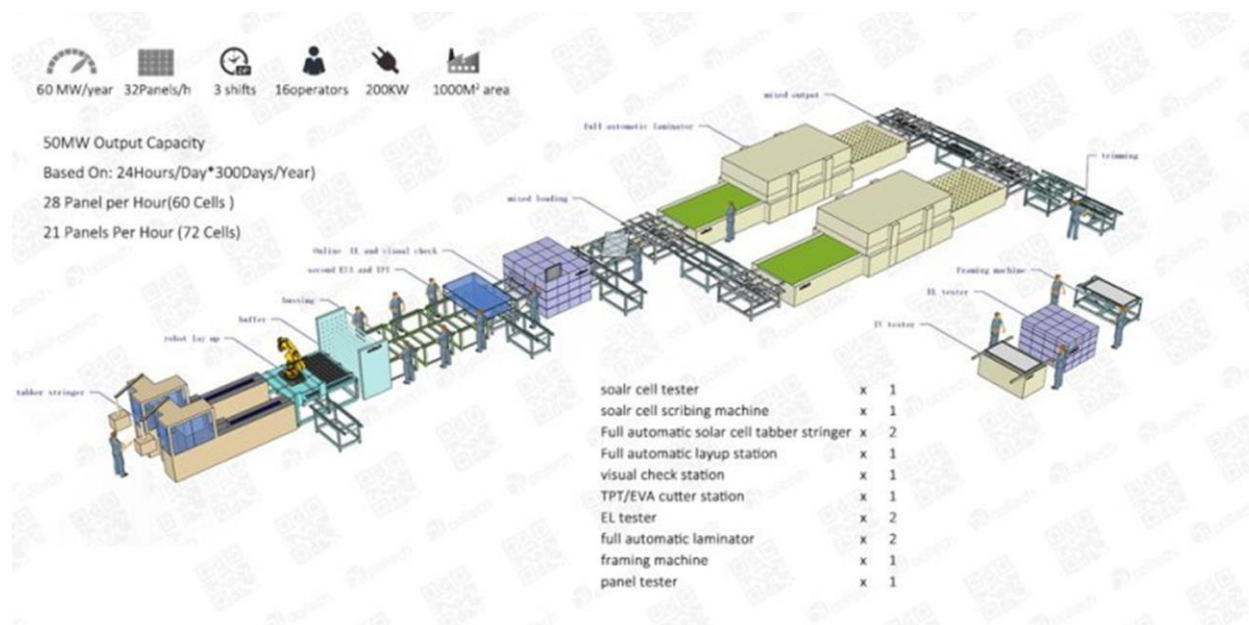 60 MW/year
32Panels/h
3 shifts
16operators
200KW
1000M² area
50MW Output Capacity
Based On: 24Hours/Day*300Days/Year)
28 Panel per Hour(60 Cells )
21 Panels Per Hour (72 Cells)
mixed output
full automatic laminator
trimming
mixed loading
Online EL and visual check
second EVA and TPT
bussing
buffer
robot lay up
tabber stringer
Framing machine
EL tester
IV tester
soalr cell tester x 1
soalr cell scribing machine x 1
Full automatic solar cell tabber stringer x 2
Full automatic layup station x 1
visual check station x 1
TPT/EVA cutter station x 1
EL tester x 2
full automatic laminator x 2
framing machine x 1
panel tester x 1